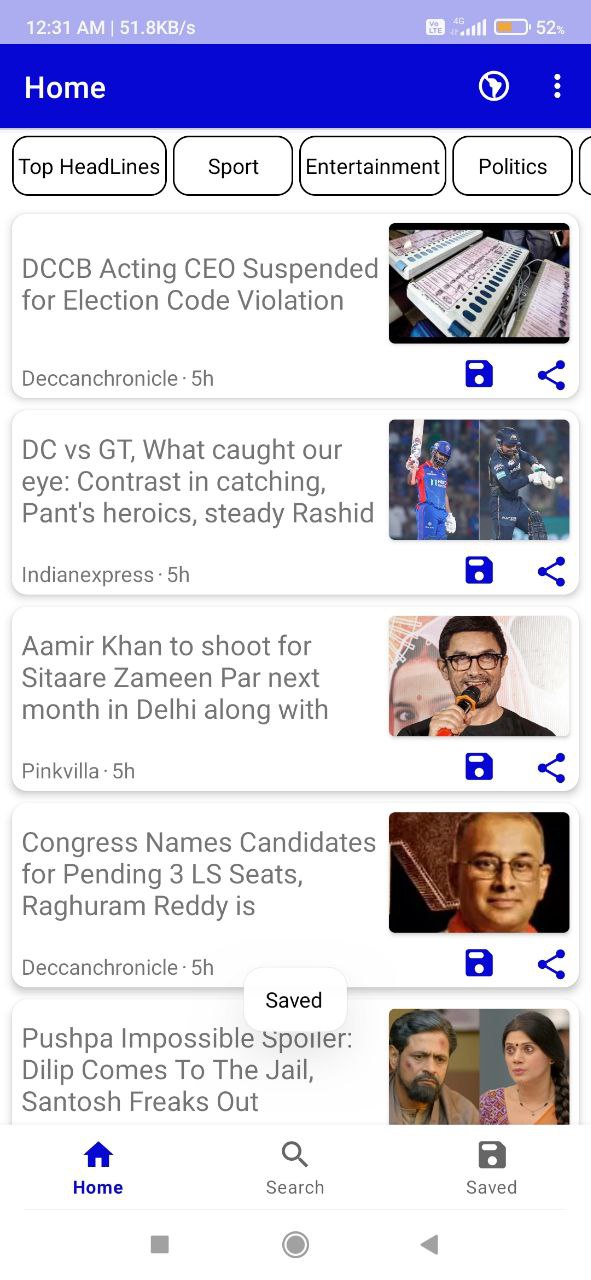 12:31 AM | 51.8KB/s
Vo LTE 4G 52%
Home
Top HeadLines Sport Entertainment Politics
DCCB Acting CEO Suspended
for Election Code Violation
Deccanchronicle · 5h
DC vs GT, What caught our
eye: Contrast in catching,
Pant's heroics, steady Rashid
Indianexpress · 5h
Aamir Khan to shoot for
Sitaare Zameen Par next
month in Delhi along with
Pinkvilla · 5h
Congress Names Candidates
for Pending 3 LS Seats,
Raghuram Reddy is
Deccanchronicle · 5h
Saved
Pushpa Impossible Spoiler:
Dilip Comes To The Jail,
Santosh Freaks Out
Home Search Saved